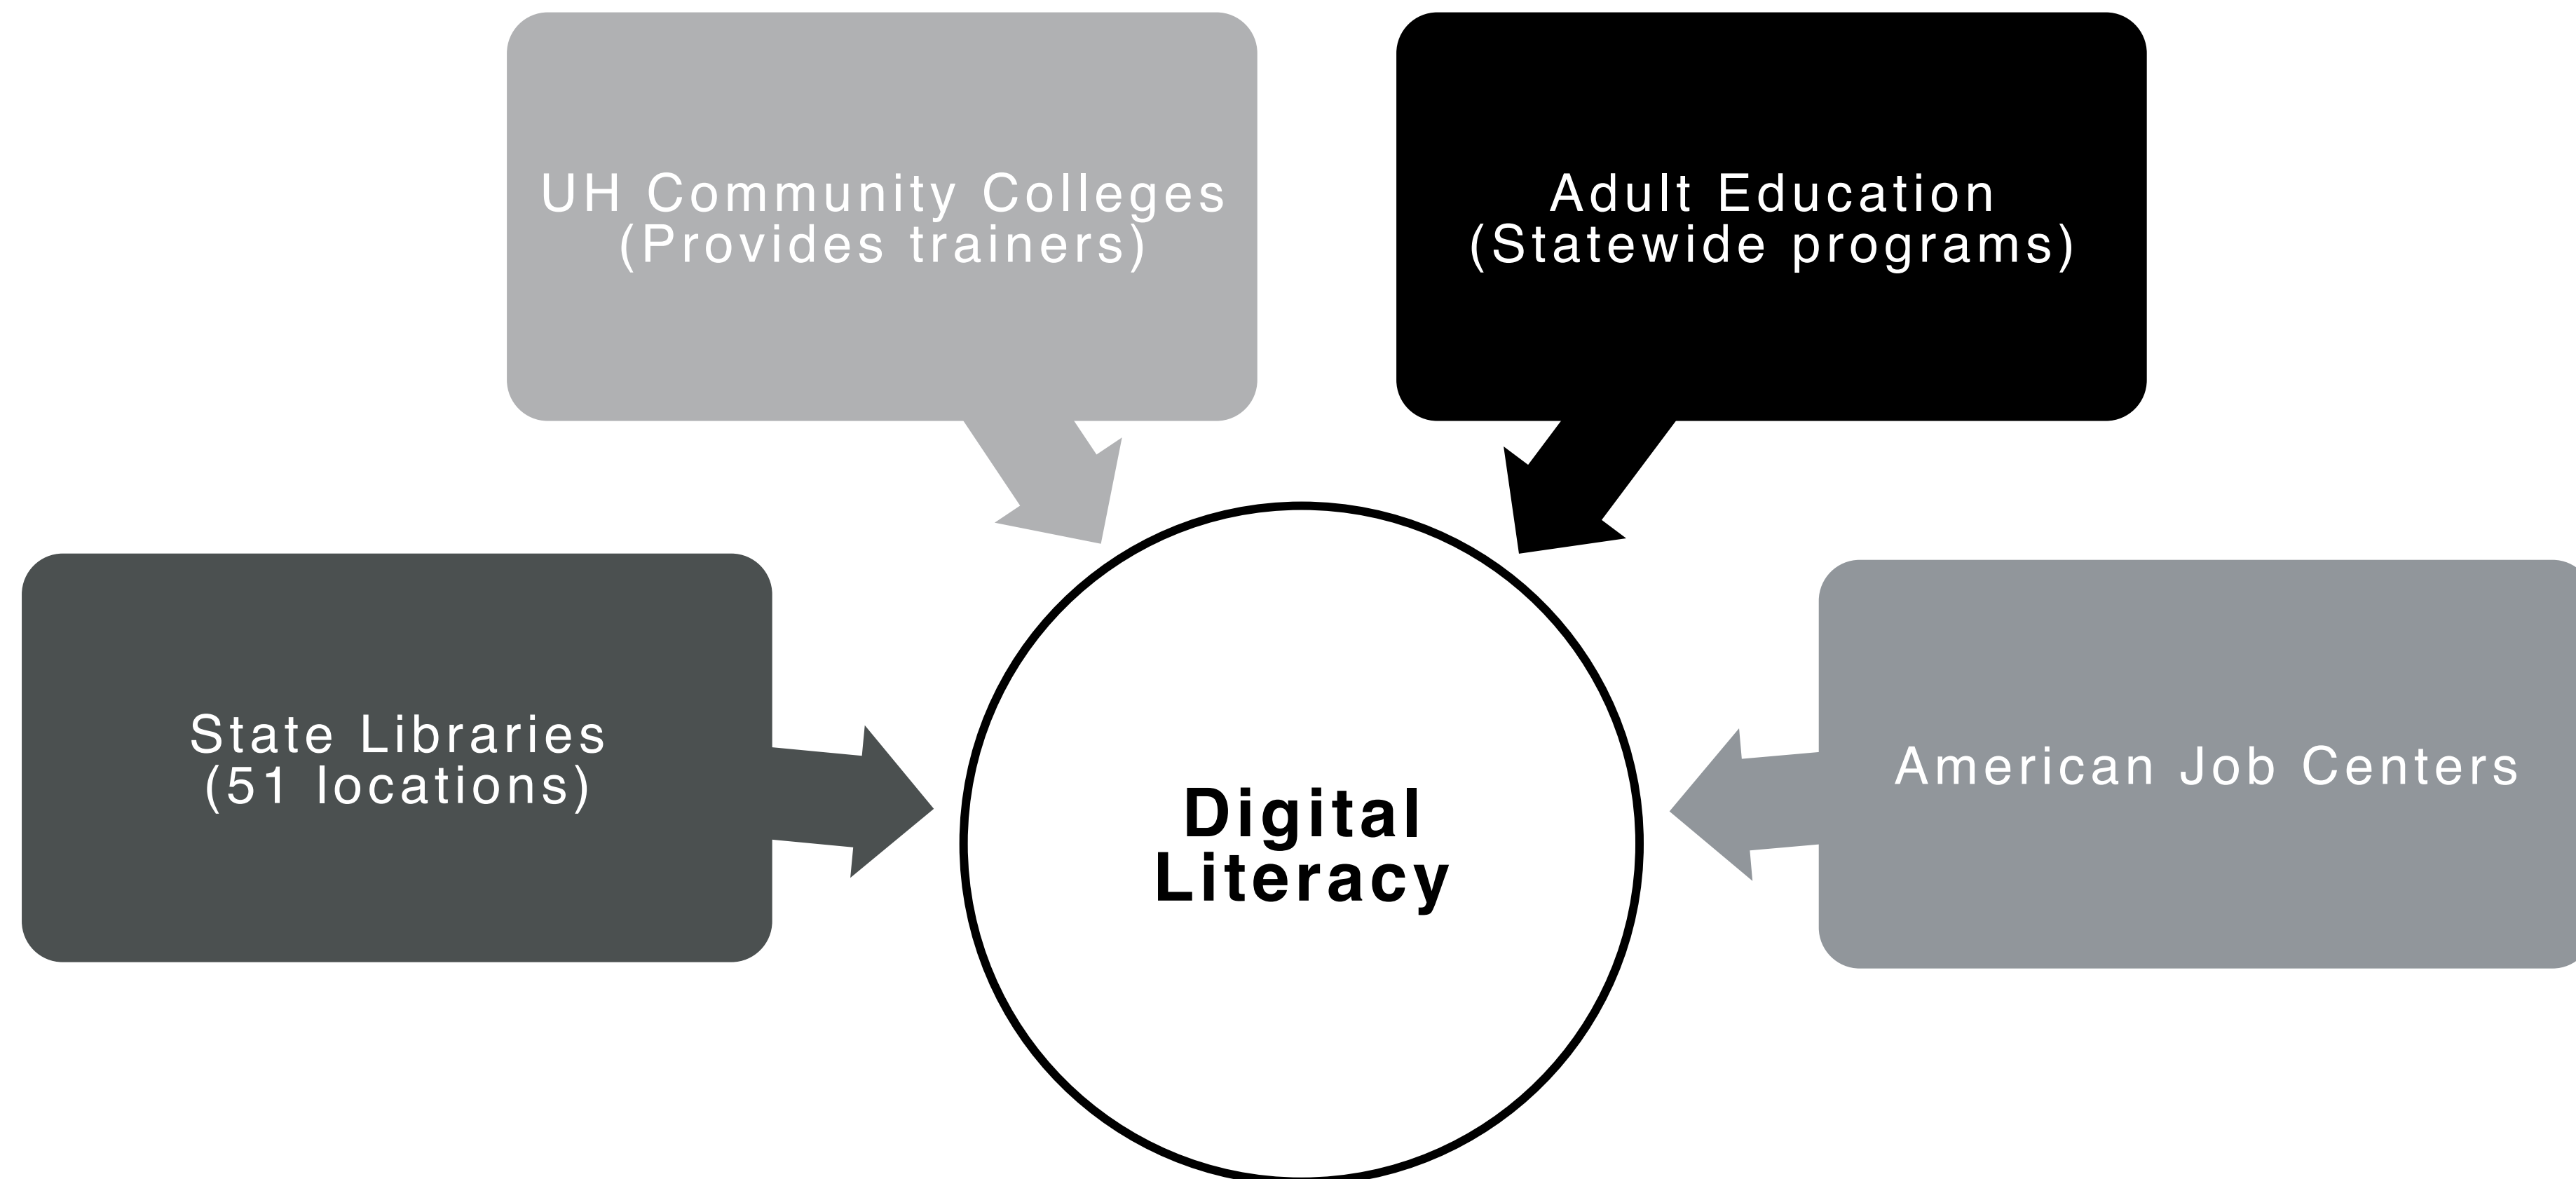 UH Community Colleges
(Provides trainers)
Adult Education
(Statewide programs)
State Libraries
(51 locations)
Digital
Literacy
American Job Centers